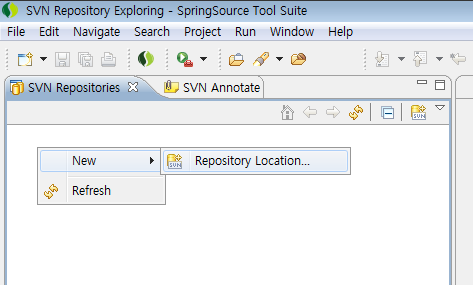 SVN Repository Exploring - SpringSource Tool Suite
File Edit Navigate Search Project Run Window Help
SVN Repositories SVN Annotate
New Repository Location...
Refresh